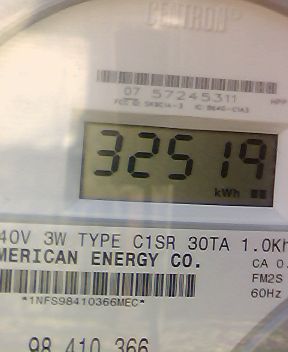 CENTRON®
07 57245311
32519
kWh
40V 3W TYPE C1SR 30TA 1.0Kh
MERICAN ENERGY CO.
CA 0.
FM2S
60Hz
*1NFS98410366MEC*
98 410 366